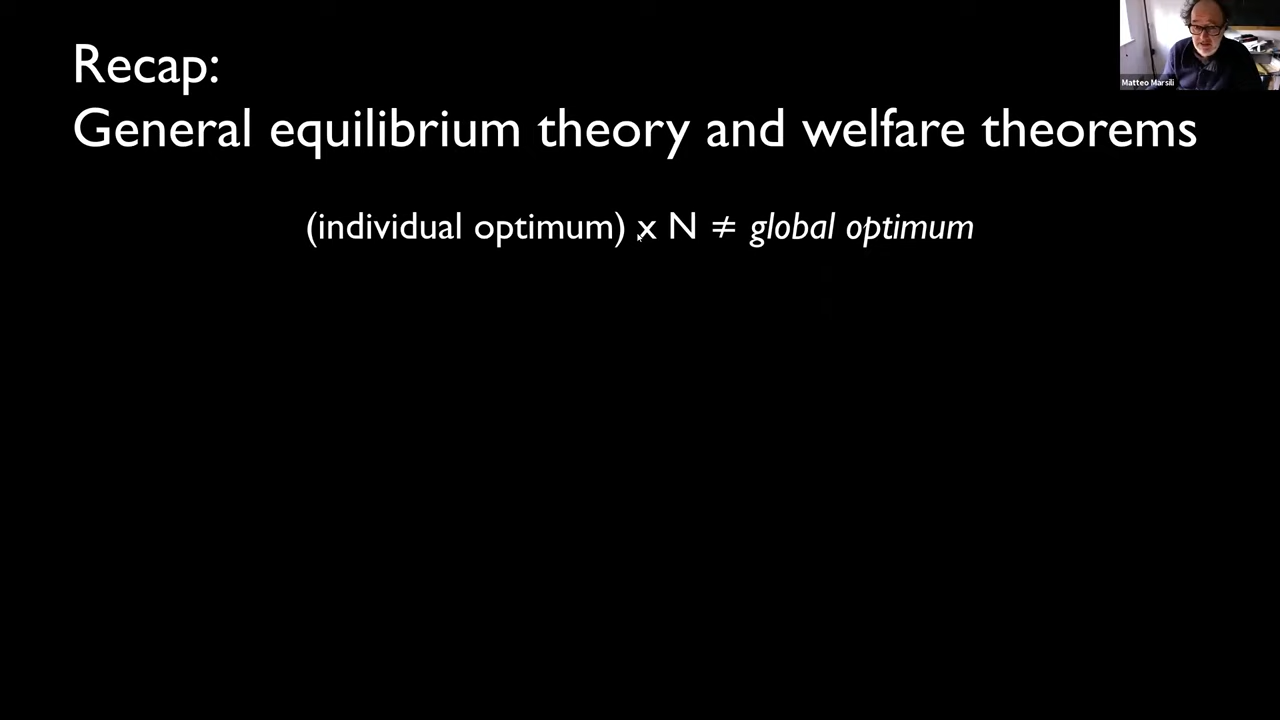 Recap:
General equilibrium theory and welfare theorems
(individual optimum) x N ≠ global optimum
Matteo Marsili